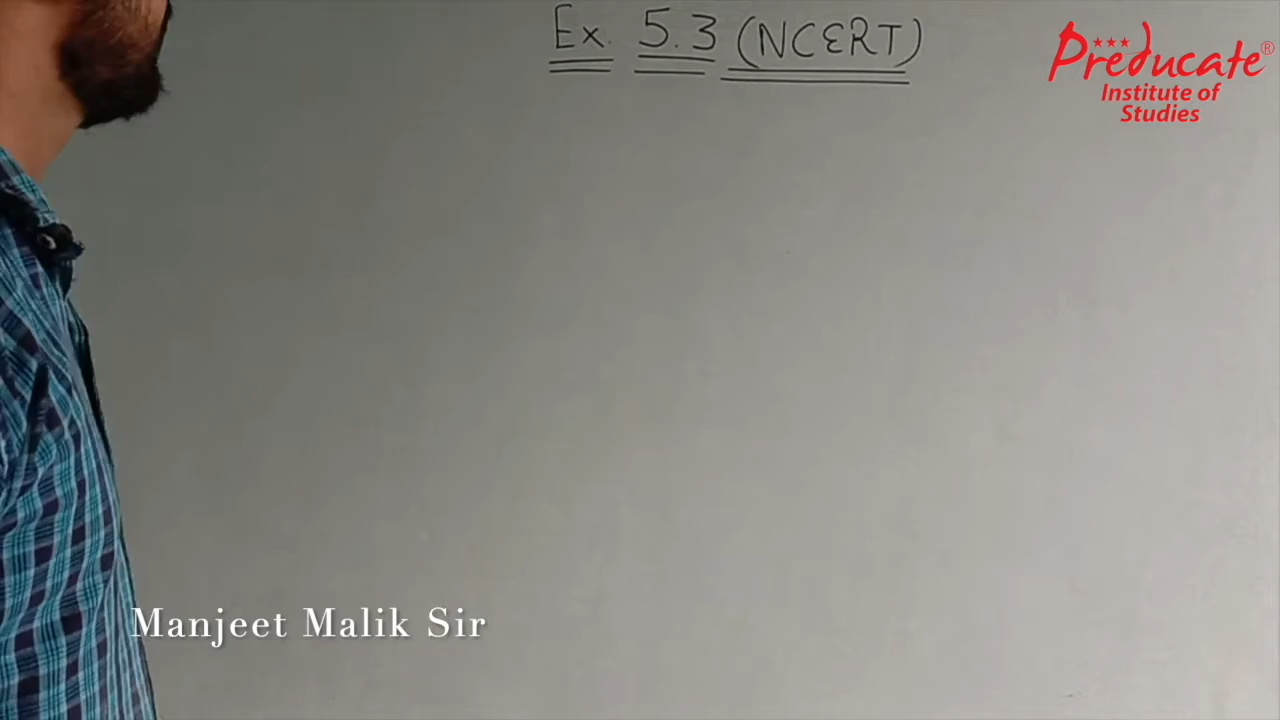 Ex. 5.3 (NCERT)
Preducate®
Institute of
Studies
Manjeet Malik Sir